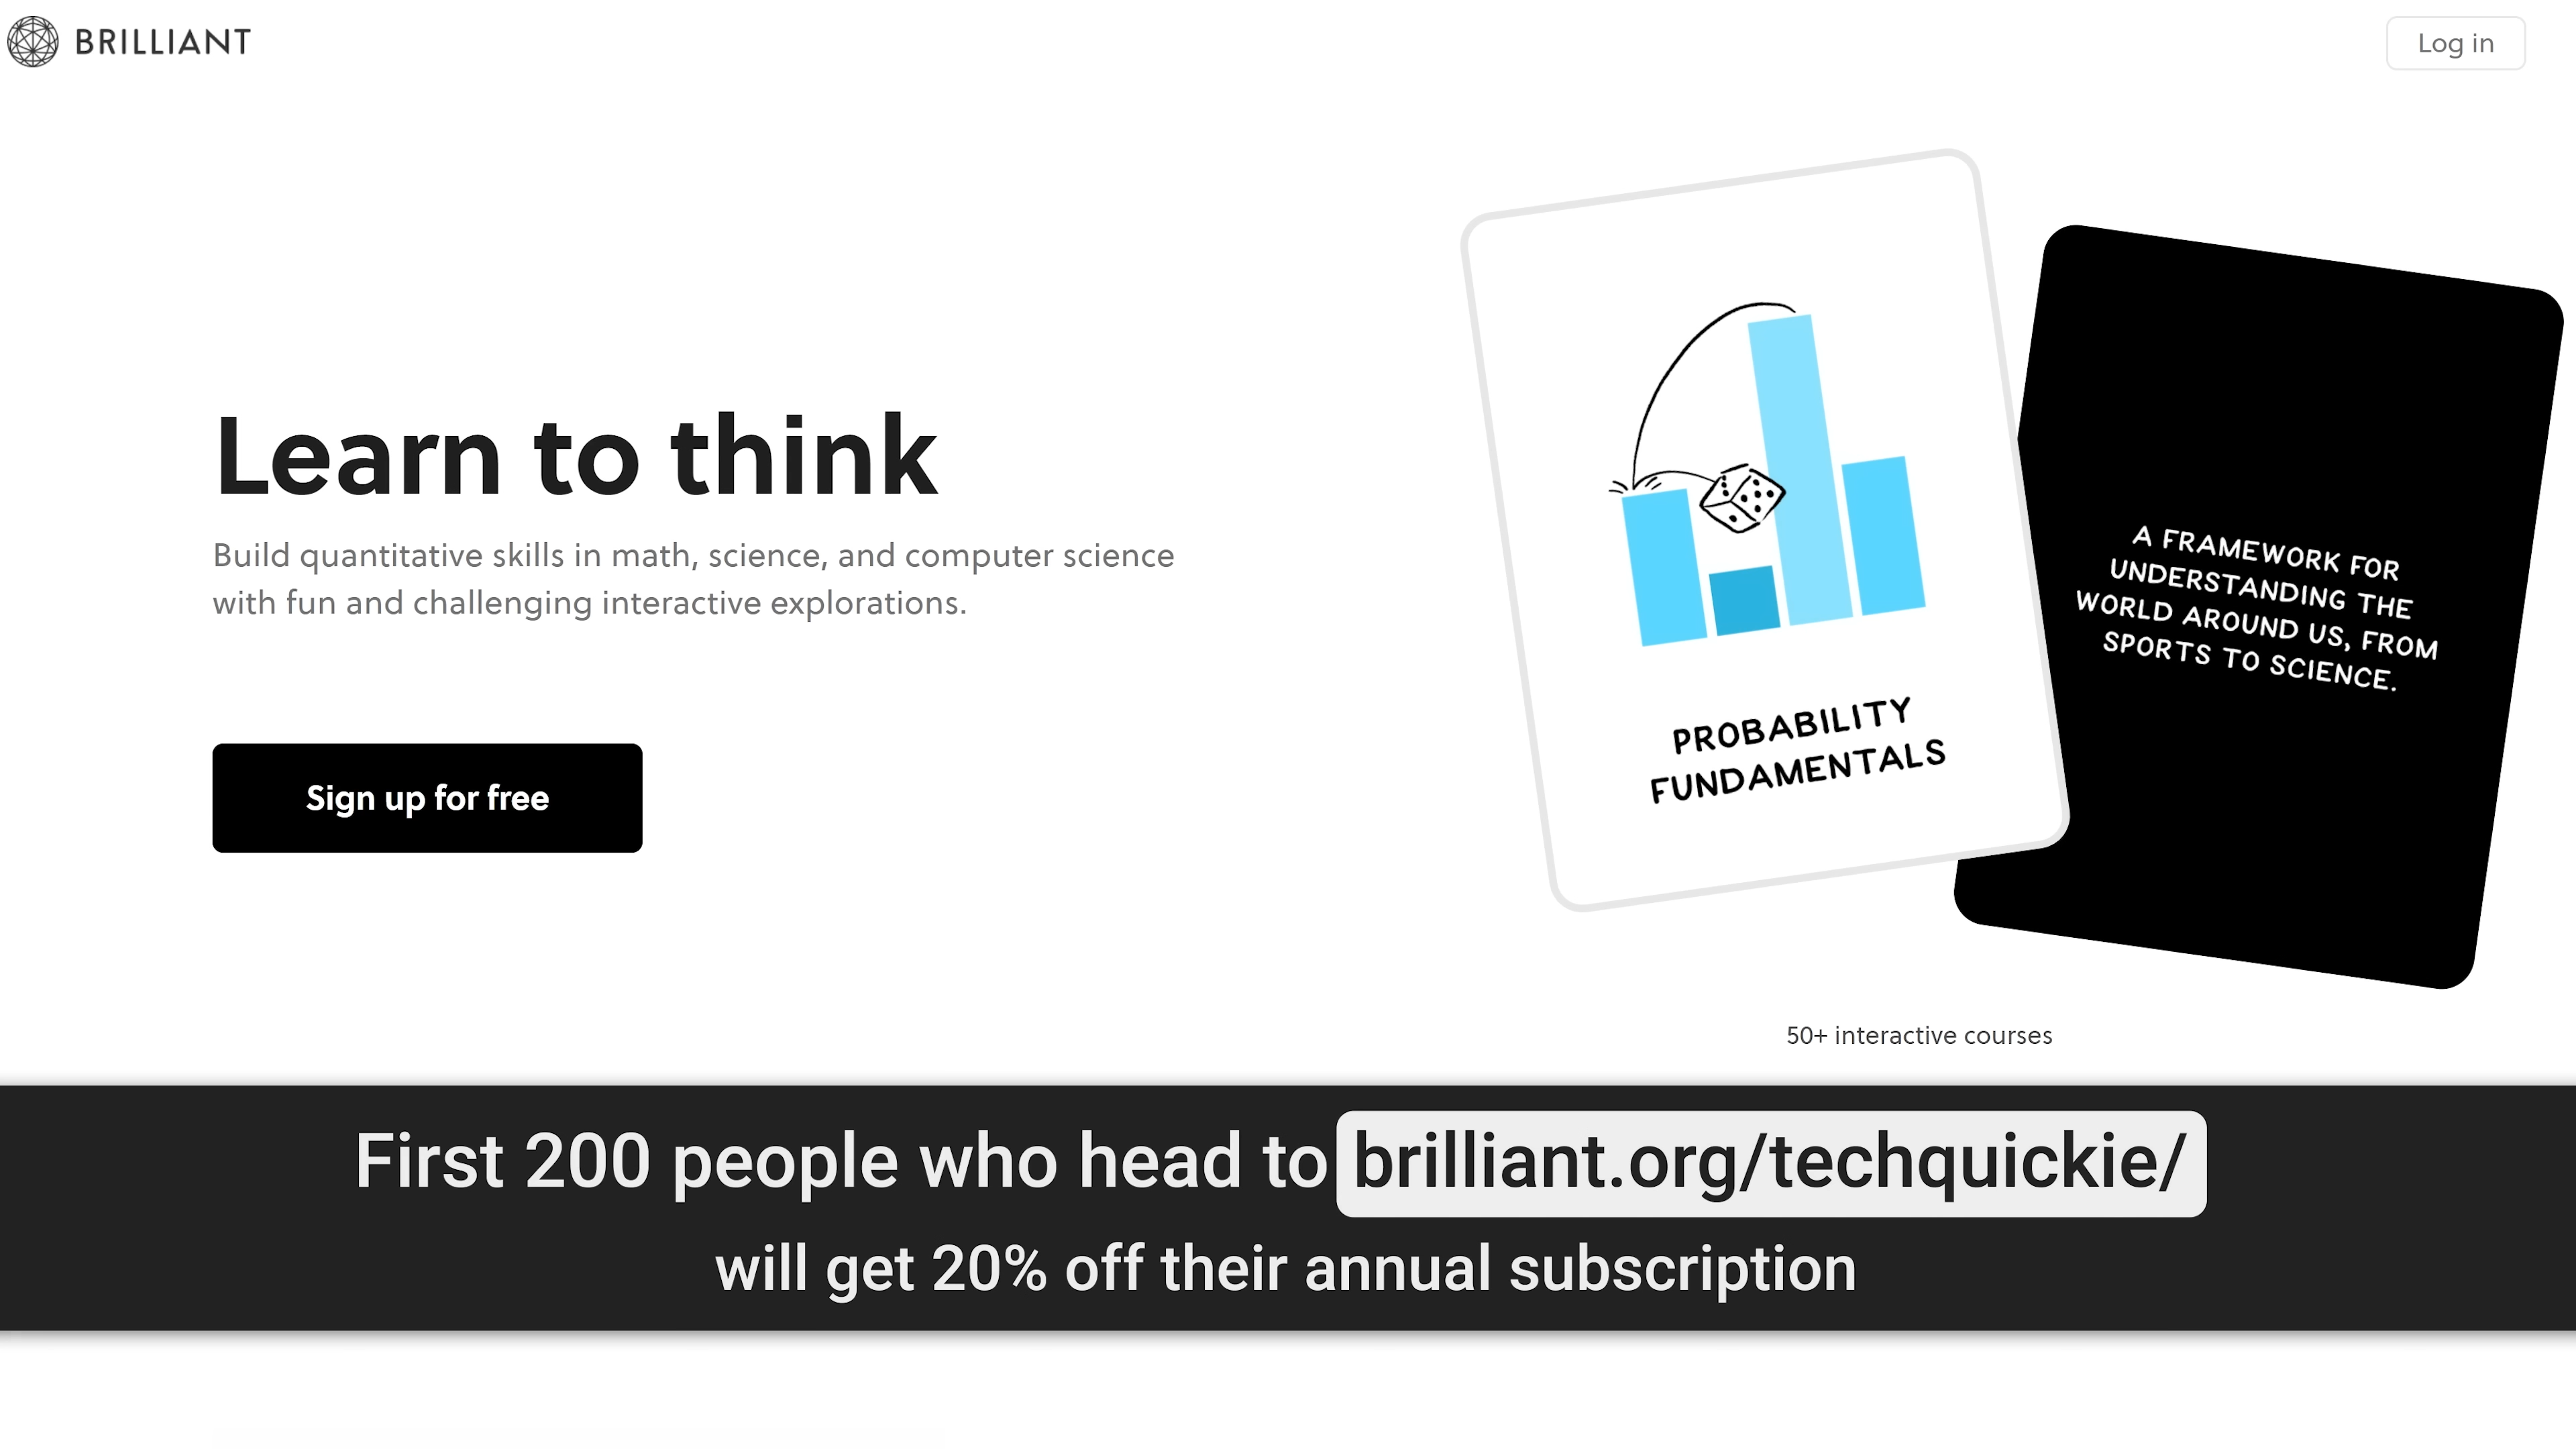 BRILLIANT
Log in
Learn to think
Build quantitative skills in math, science, and computer science
with fun and challenging interactive explorations.
Sign up for free
PROBABILITY
FUNDAMENTALS
A FRAMEWORK FOR
UNDERSTANDING THE
WORLD AROUND US, FROM
SPORTS TO SCIENCE.
50+ interactive courses
First 200 people who head to brilliant.org/techquickie/
will get 20% off their annual subscription